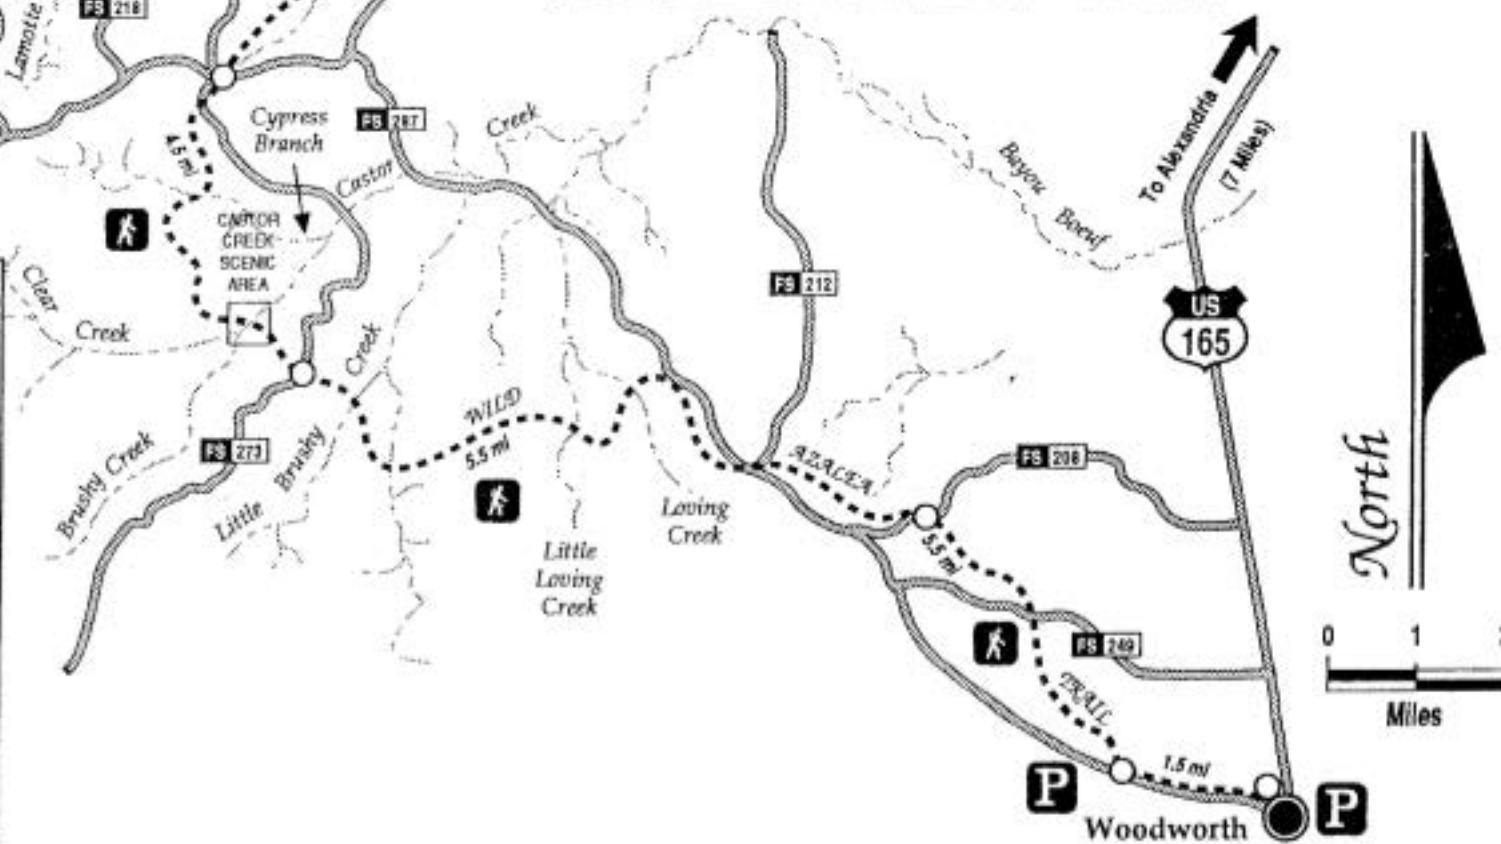 FS 218
Lamotte
Cypress
Branch
FS 287
Creek
Castor
4.5 mi
CASTOR
CREEK
SCENIC
AREA
Clear
Creek
Creek
Brushy Creek
FS 273
Little
Brushy
WILD
5.5 mi
Little
Loving
Creek
Loving
Creek
FS 212
Bayou
Boeuf
To Alexandria
(7 Miles)
US
165
AZALEA
5.5 mi
FS 208
FS 249
TRAIL
1.5 mi
P
Woodworth
P
North
0 1
Miles